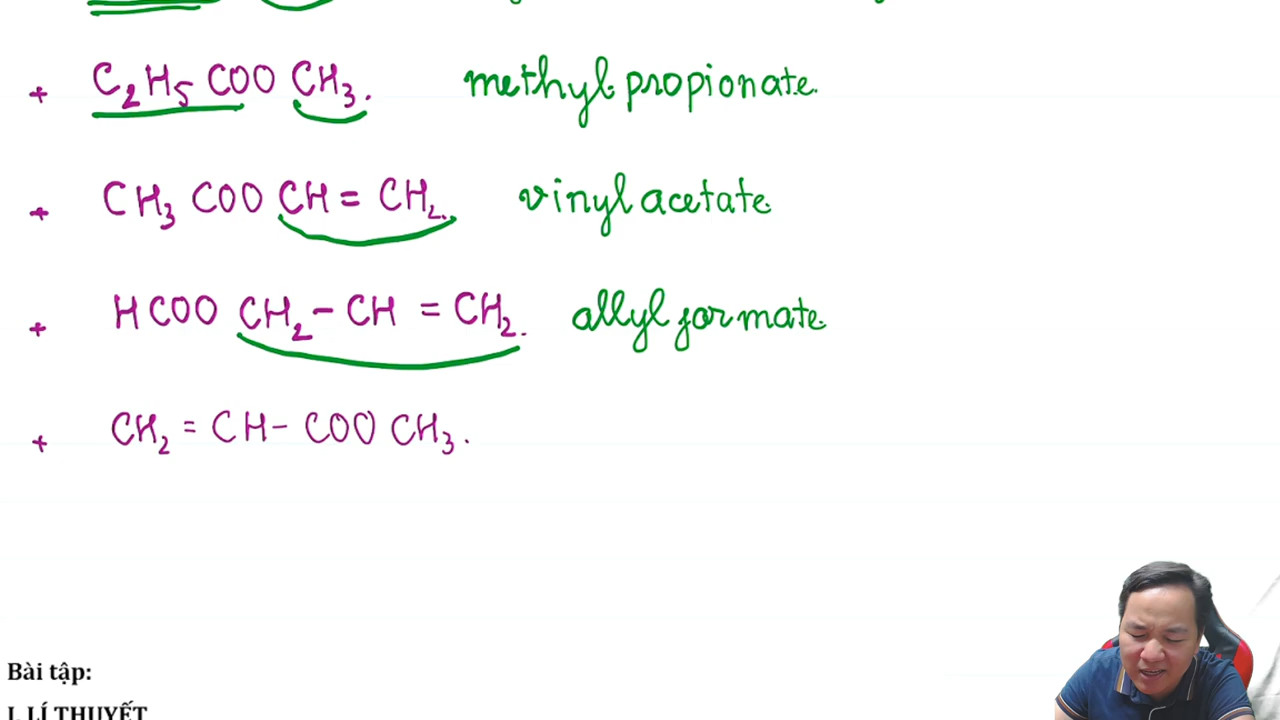 + C₂H₅COOCH₃. methyl propionate.
+ CH₃COOCH=CH₂. vinyl acetate.
+ HCOOCH₂-CH=CH₂. allyl formate.
+ CH₂=CH-COOCH₃.
Bài tập:
I. LÍ THUYẾT